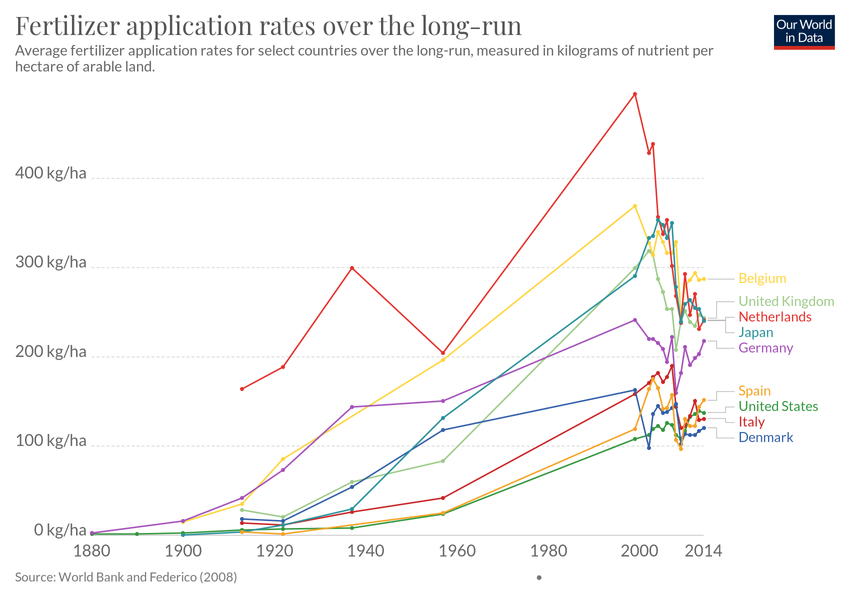 Fertilizer application rates over the long-run
Our World
in Data
Average fertilizer application rates for select countries over the long-run, measured in kilograms of nutrient per
hectare of arable land.
400 kg/ha
300 kg/ha
200 kg/ha
100 kg/ha
0 kg/ha
Belgium
United Kingdom
Netherlands
Japan
Germany
Spain
United States
Italy
Denmark
1880 1900 1920 1940 1960 1980 2000 2014
Source: World Bank and Federico (2008)